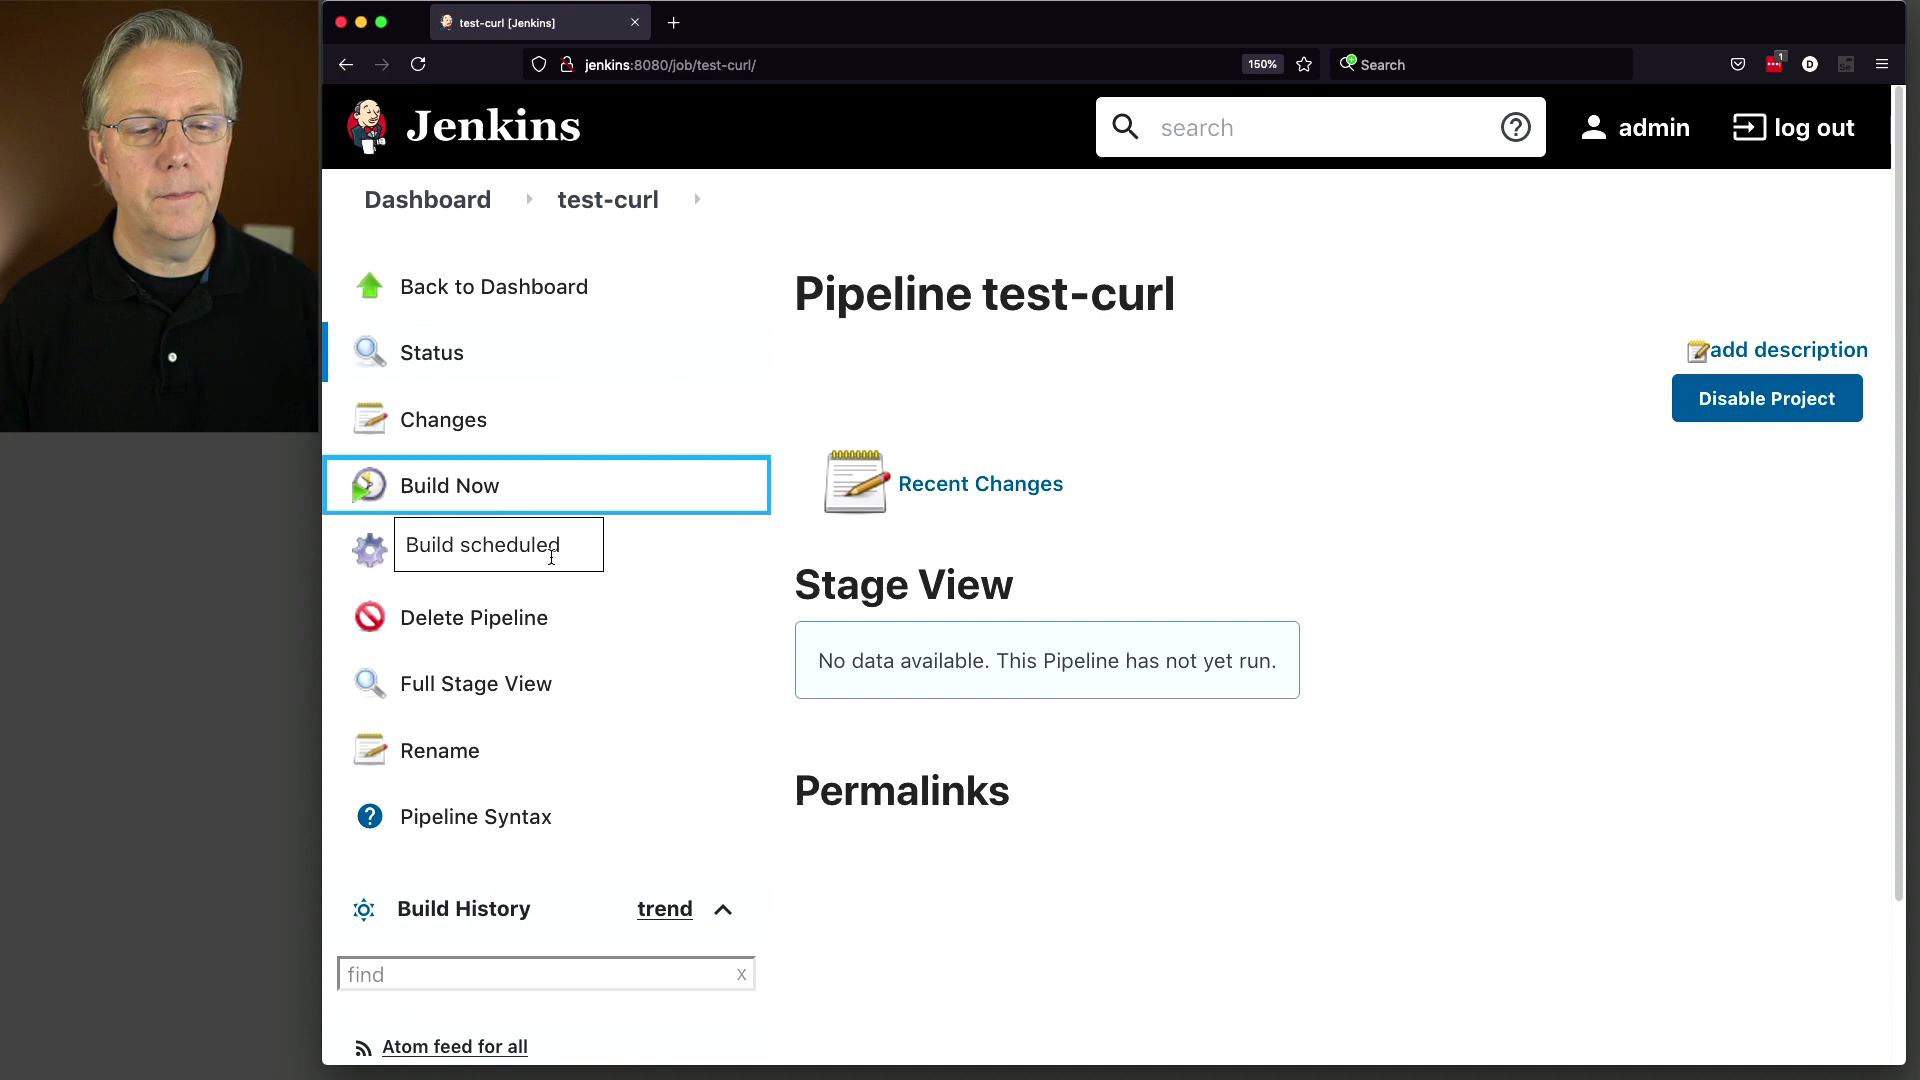 test-curl [Jenkins]
jenkins:8080/job/test-curl/
150%
Search
1
D
Jenkins
search
admin
log out
Dashboard
test-curl
Back to Dashboard
Status
Changes
Build Now
Build scheduled
Delete Pipeline
Full Stage View
Rename
Pipeline Syntax
Build History
trend
find
x
Atom feed for all
Pipeline test-curl
add description
Disable Project
Recent Changes
Stage View
No data available. This Pipeline has not yet run.
Permalinks